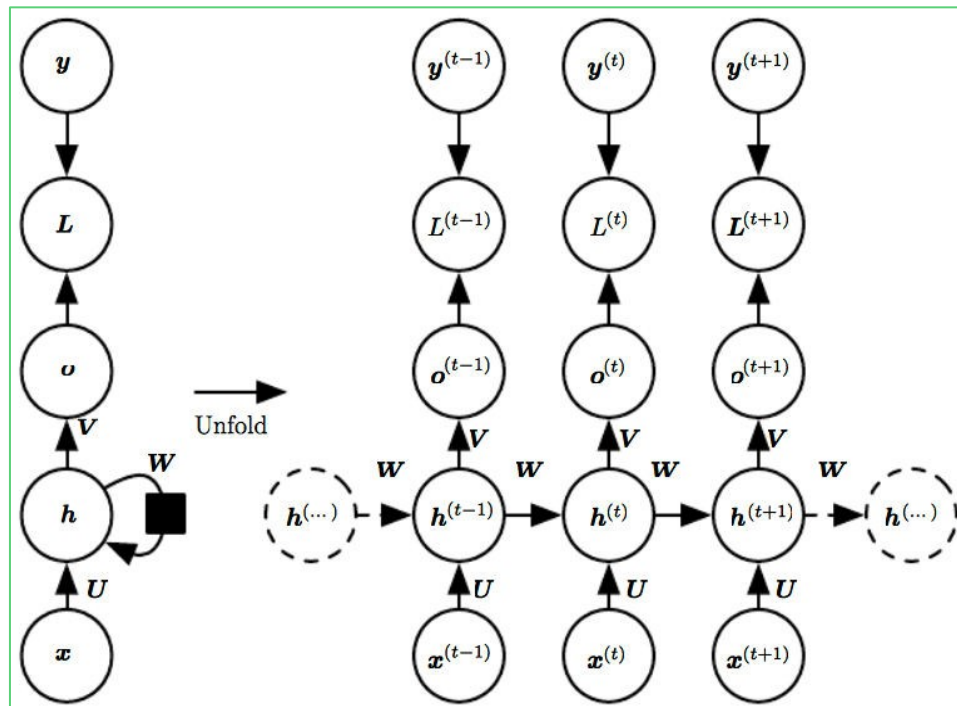 y y^(t−1) y^(t) y^(t+1)
L L^(t−1) L^(t) L^(t+1)
o o^(t−1) o^(t) o^(t+1)
Unfold
V V V V
W W W W W
h h^(...) h^(t−1) h^(t) h^(t+1) h^(...)
U U U U
x x^(t−1) x^(t) x^(t+1)